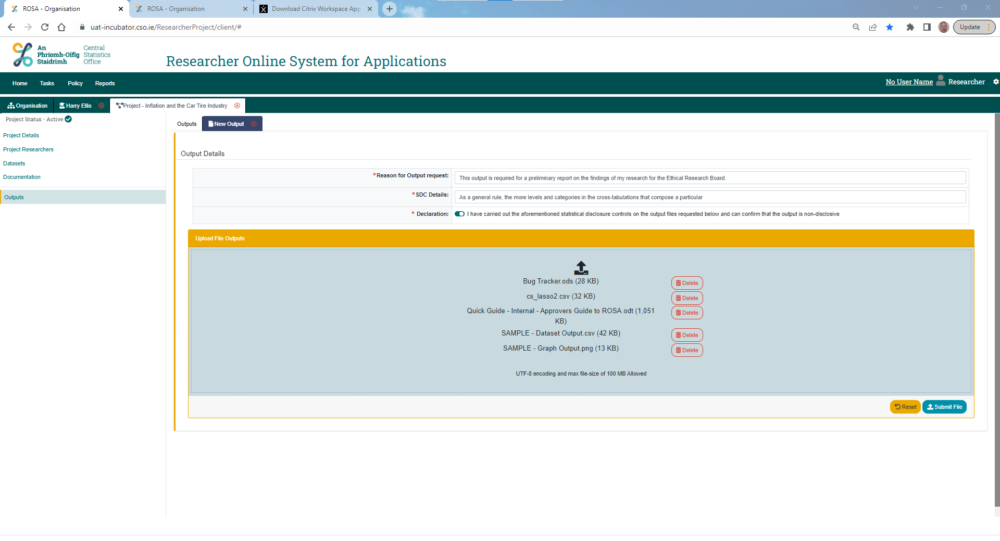 ROSA - Organisation
ROSA - Organisation
Download Citrix Workspace App
uat-incubator.cso.ie/ResearcherProject/client/#
Update
An
Phríomh-Oifig
Staidrimh
Central
Statistics
Office
Researcher Online System for Applications
Home
Tasks
Policy
Reports
No User Name
Researcher
Organisation
Harry Ellis
Project - Inflation and the Car Tire Industry
Project Status - Active
Project Details
Project Researchers
Datasets
Documentation
Outputs
Outputs
New Output
Output Details
*Reason for Output request:
This output is required for a preliminary report on the findings of my research for the Ethical Research Board.
*SDC Details:
As a general rule, the more levels and categories in the cross-tabulations that compose a particular
* Declaration:
I have carried out the aforementioned statistical disclosure controls on the output files requested below and can confirm that the output is non-disclosive
Upload File Outputs
Bug Tracker.ods (28 KB)
Delete
cs_lasso2.csv (32 KB)
Delete
Quick Guide - Internal - Approvers Guide to ROSA.odt (1,051
KB)
Delete
SAMPLE - Dataset Output.csv (42 KB)
Delete
SAMPLE - Graph Output.png (13 KB)
Delete
UTF-8 encoding and max file-size of 100 MB Allowed
Reset
Submit File